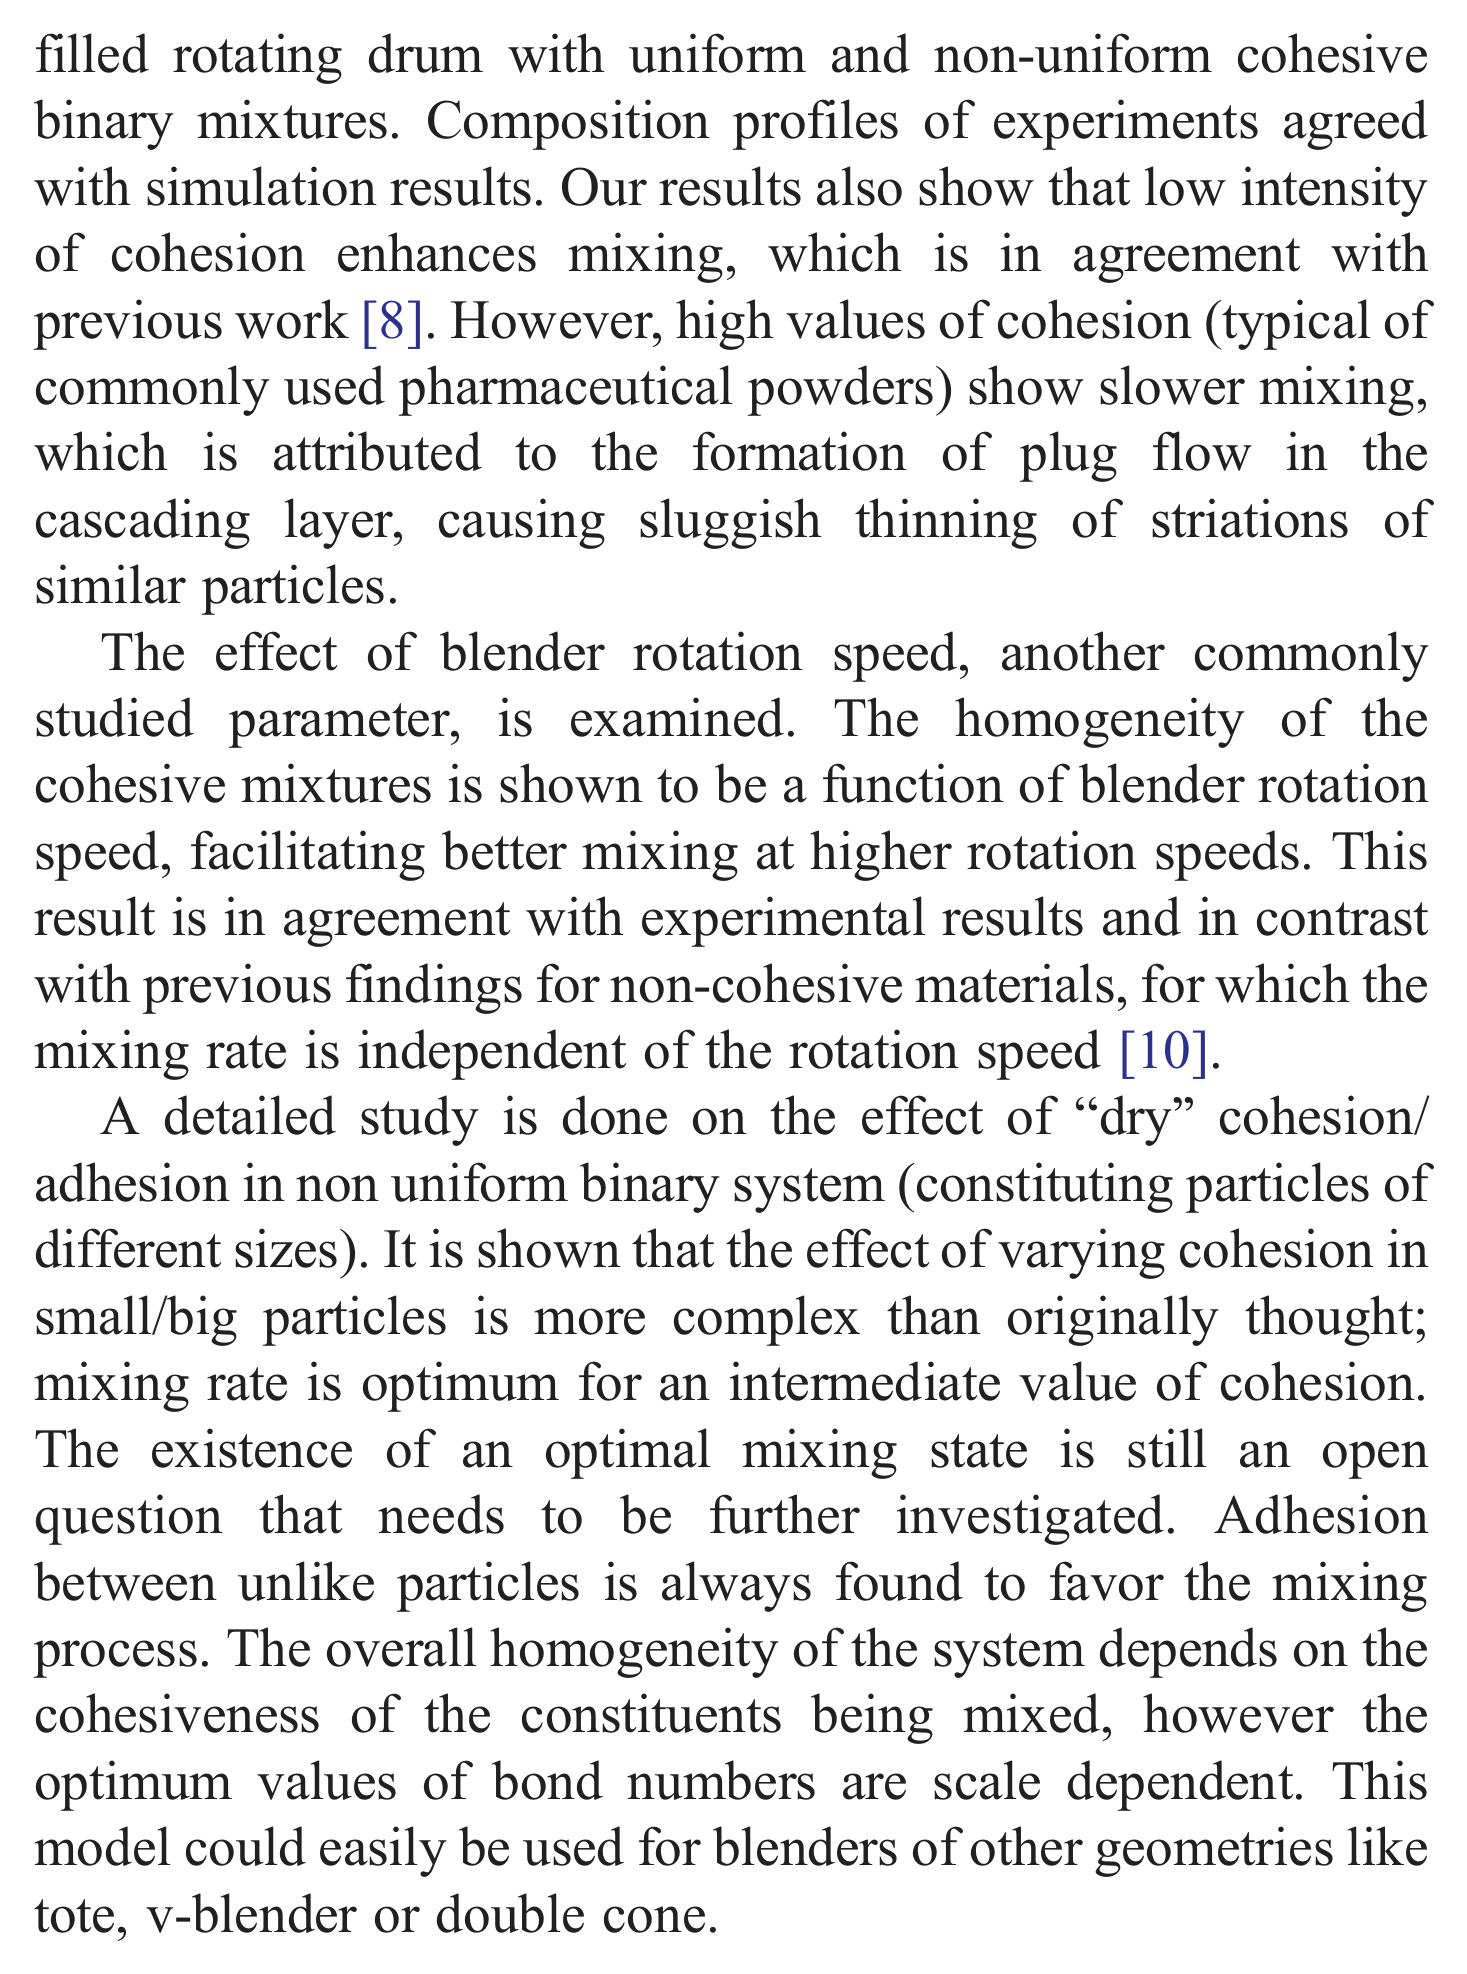 filled rotating drum with uniform and non-uniform cohesive
binary mixtures. Composition profiles of experiments agreed
with simulation results. Our results also show that low intensity
of cohesion enhances mixing, which is in agreement with
previous work [8]. However, high values of cohesion (typical of
commonly used pharmaceutical powders) show slower mixing,
which is attributed to the formation of plug flow in the
cascading layer, causing sluggish thinning of striations of
similar particles.
The effect of blender rotation speed, another commonly
studied parameter, is examined. The homogeneity of the
cohesive mixtures is shown to be a function of blender rotation
speed, facilitating better mixing at higher rotation speeds. This
result is in agreement with experimental results and in contrast
with previous findings for non-cohesive materials, for which the
mixing rate is independent of the rotation speed [10].
A detailed study is done on the effect of “dry” cohesion/
adhesion in non uniform binary system (constituting particles of
different sizes). It is shown that the effect of varying cohesion in
small/big particles is more complex than originally thought;
mixing rate is optimum for an intermediate value of cohesion.
The existence of an optimal mixing state is still an open
question that needs to be further investigated. Adhesion
between unlike particles is always found to favor the mixing
process. The overall homogeneity of the system depends on the
cohesiveness of the constituents being mixed, however the
optimum values of bond numbers are scale dependent. This
model could easily be used for blenders of other geometries like
tote, v-blender or double cone.